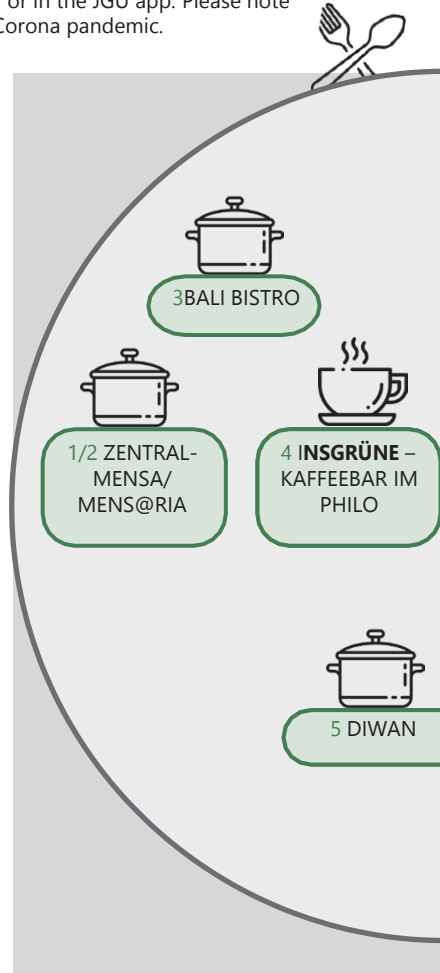 or in the JGU app. Please note
Corona pandemic.
3BALI BISTRO
1/2 ZENTRAL-
MENSA/
MENS@RIA
4 INSGRÜNE –
KAFFEEBAR IM
PHILO
5 DIWAN